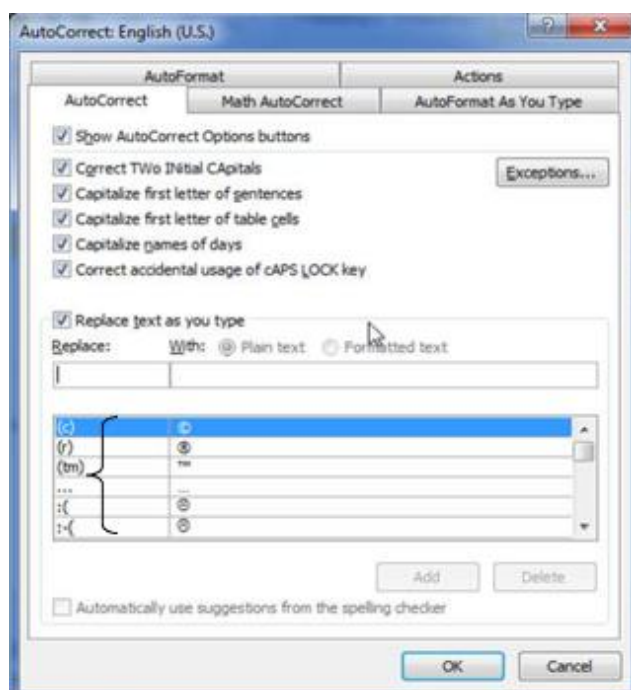 AutoCorrect: English (U.S.)
AutoFormat Actions
AutoCorrect Math AutoCorrect AutoFormat As You Type
Show AutoCorrect Options buttons
Correct TWo INitial CApitals Exceptions...
Capitalize first letter of sentences
Capitalize first letter of table cells
Capitalize names of days
Correct accidental usage of cAPS LOCK key
Replace text as you type
Replace: With: Plain text Formatted text
(c) ©
(r) ®
(tm) ™
... ...
:( ☹
:-( ☹
Add Delete
Automatically use suggestions from the spelling checker
OK Cancel